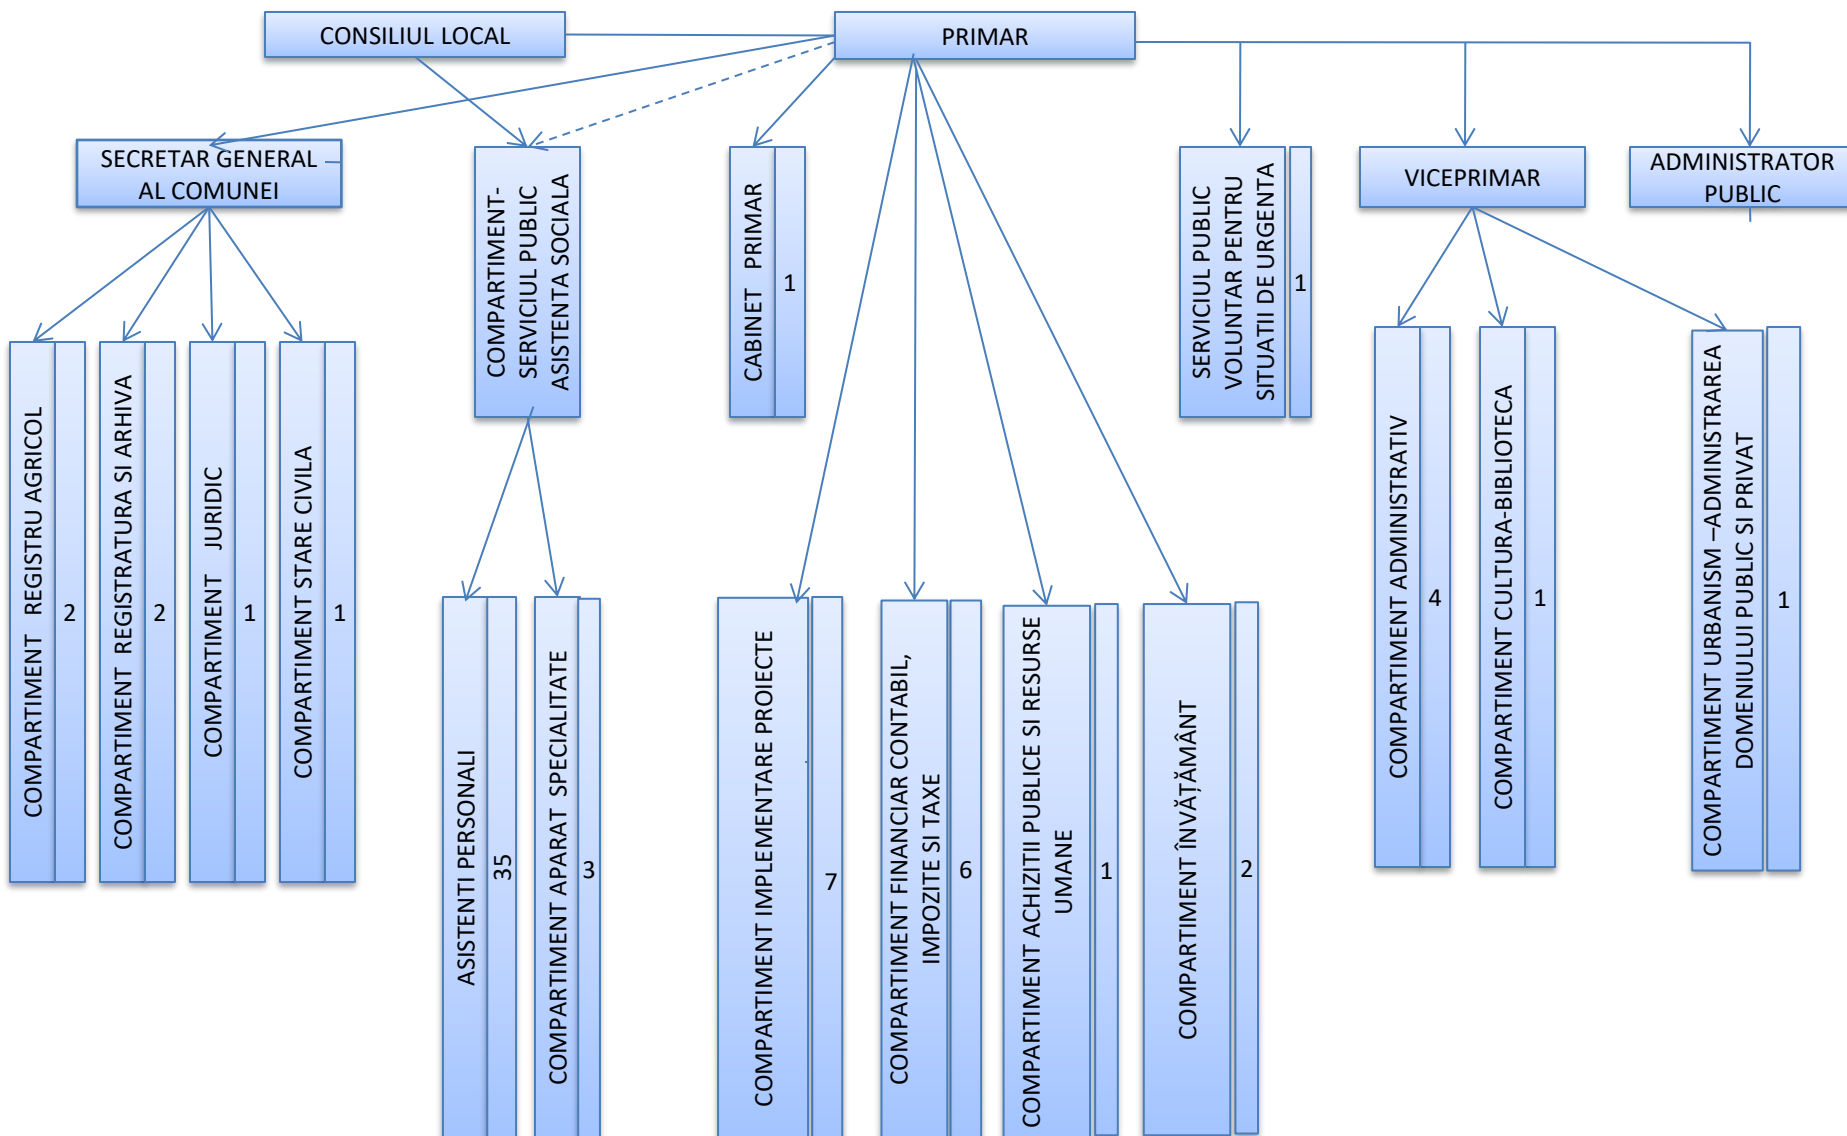 CONSILIUL LOCAL
PRIMAR
SECRETAR GENERAL
AL COMUNEI
COMPARTIMENT-
SERVICIUL PUBLIC
ASISTENTA SOCIALA
CABINET PRIMAR
1
SERVICIUL PUBLIC
VOLUNTAR PENTRU
SITUATII DE URGENTA
1
VICEPRIMAR
ADMINISTRATOR
PUBLIC
COMPARTIMENT REGISTRU AGRICOL
2
COMPARTIMENT REGISTRATURA SI ARHIVA
2
COMPARTIMENT JURIDIC
1
COMPARTIMENT STARE CIVILA
1
ASISTENTI PERSONALI
35
COMPARTIMENT APARAT SPECIALITATE
3
COMPARTIMENT IMPLEMENTARE PROIECTE
7
COMPARTIMENT FINANCIAR CONTABIL,
IMPOZITE SI TAXE
6
COMPARTIMENT ACHIZITII PUBLICE SI RESURSE
UMANE
1
COMPARTIMENT ÎNVĂȚĂMÂNT
2
COMPARTIMENT ADMINISTRATIV
4
COMPARTIMENT CULTURA-BIBLIOTECA
1
COMPARTIMENT URBANISM –ADMINISTRAREA
DOMENIULUI PUBLIC SI PRIVAT
1